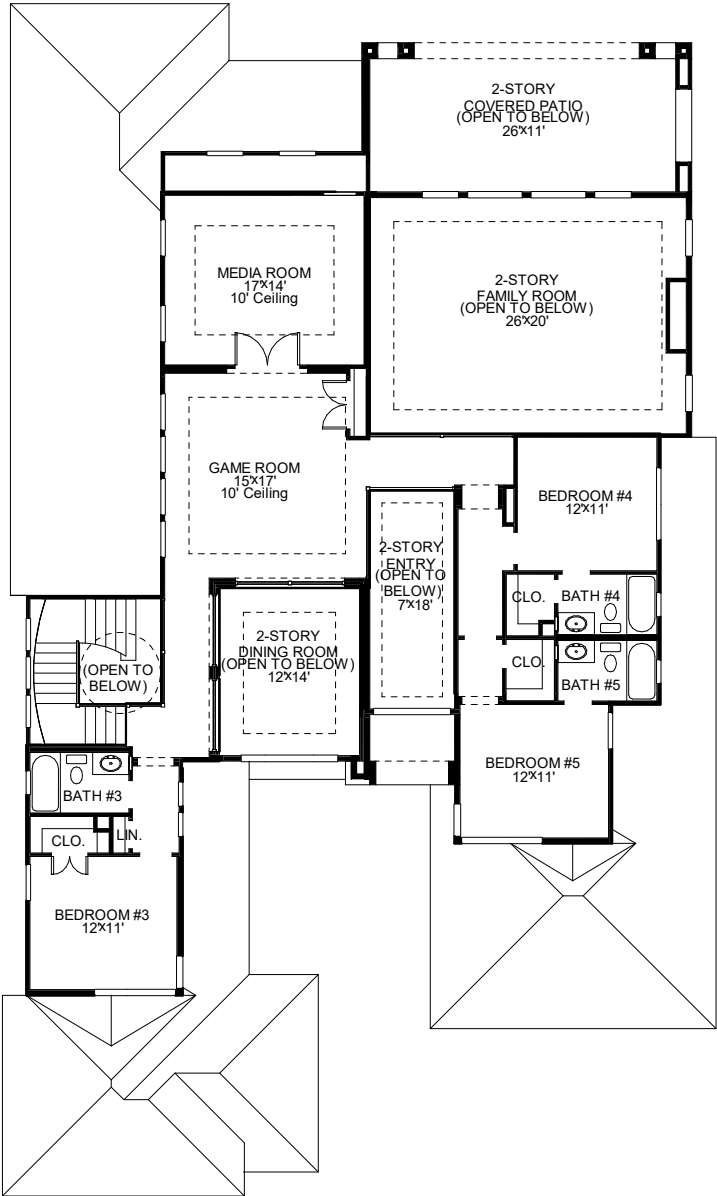 2-STORY
COVERED PATIO
(OPEN TO BELOW)
26'X11'
MEDIA ROOM
17'X14'
10' Ceiling
2-STORY
FAMILY ROOM
(OPEN TO BELOW)
26'X20'
GAME ROOM
15'X17'
10' Ceiling
BEDROOM #4
12'X11'
2-STORY
ENTRY
(OPEN TO
BELOW)
7'X18'
CLO.
BATH #4
2-STORY
DINING ROOM
(OPEN TO BELOW)
12'X14'
(OPEN TO
BELOW)
CLO.
BATH #5
BEDROOM #5
12'X11'
BATH #3
CLO.
LIN.
BEDROOM #3
12'X11'